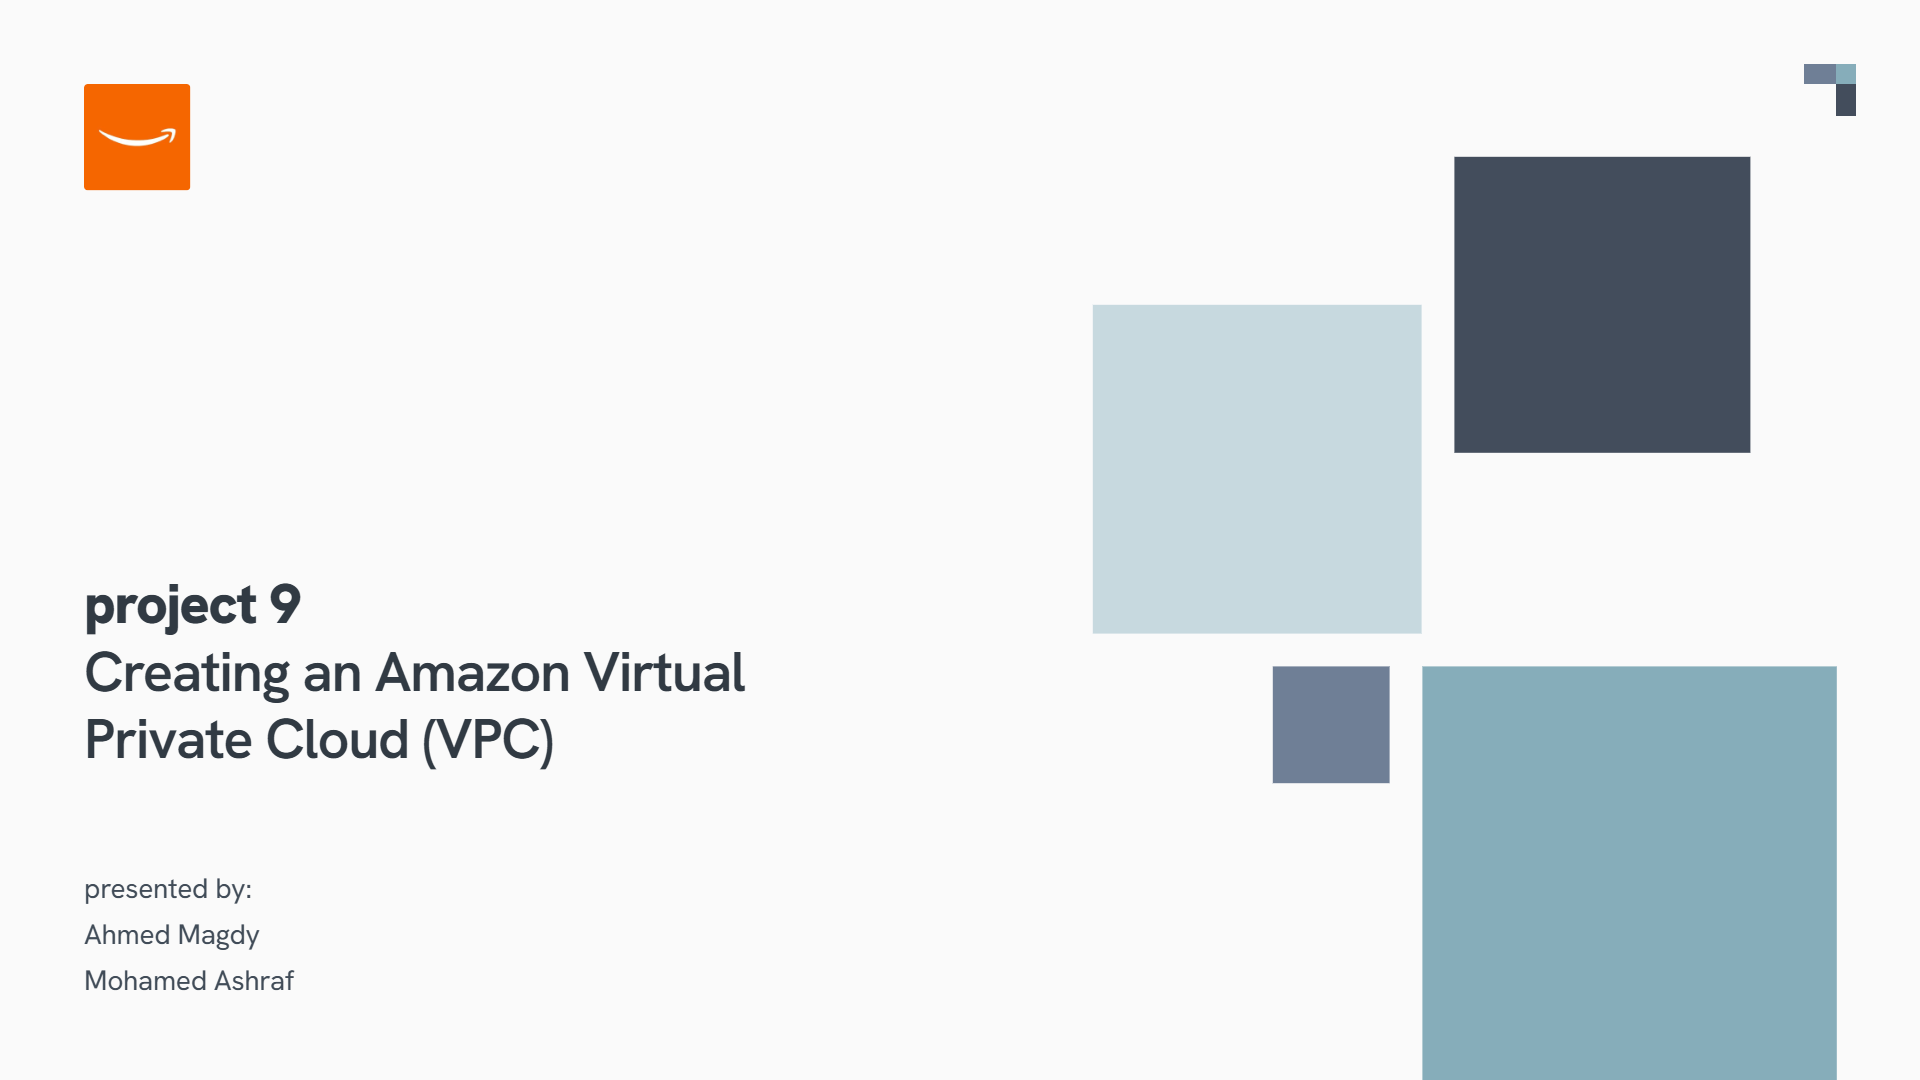 project 9
Creating an Amazon Virtual
Private Cloud (VPC)
presented by:
Ahmed Magdy
Mohamed Ashraf